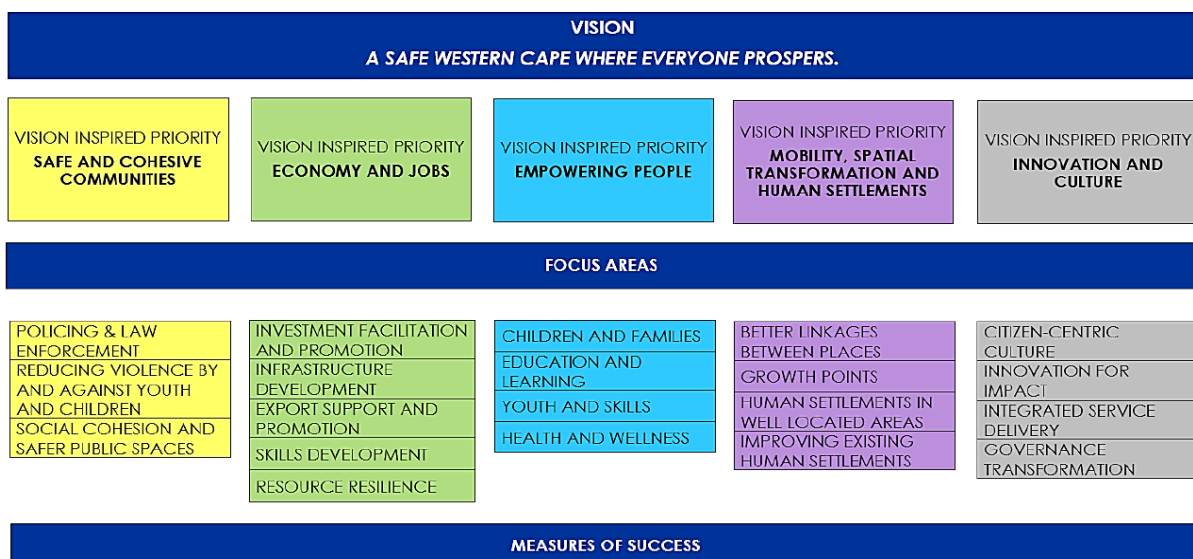 VISION
A SAFE WESTERN CAPE WHERE EVERYONE PROSPERS.
VISION INSPIRED PRIORITY
SAFE AND COHESIVE
COMMUNITIES
VISION INSPIRED PRIORITY
ECONOMY AND JOBS
VISION INSPIRED PRIORITY
EMPOWERING PEOPLE
VISION INSPIRED PRIORITY
MOBILITY, SPATIAL
TRANSFORMATION AND
HUMAN SETTLEMENTS
VISION INSPIRED PRIORITY
INNOVATION AND
CULTURE
FOCUS AREAS
POLICING & LAW
ENFORCEMENT
REDUCING VIOLENCE BY
AND AGAINST YOUTH
AND CHILDREN
SOCIAL COHESION AND
SAFER PUBLIC SPACES
INVESTMENT FACILITATION
AND PROMOTION
INFRASTRUCTURE
DEVELOPMENT
EXPORT SUPPORT AND
PROMOTION
SKILLS DEVELOPMENT
RESOURCE RESILIENCE
CHILDREN AND FAMILIES
EDUCATION AND
LEARNING
YOUTH AND SKILLS
HEALTH AND WELLNESS
BETTER LINKAGES
BETWEEN PLACES
GROWTH POINTS
HUMAN SETTLEMENTS IN
WELL LOCATED AREAS
IMPROVING EXISTING
HUMAN SETTLEMENTS
CITIZEN-CENTRIC
CULTURE
INNOVATION FOR
IMPACT
INTEGRATED SERVICE
DELIVERY
GOVERNANCE
TRANSFORMATION
MEASURES OF SUCCESS